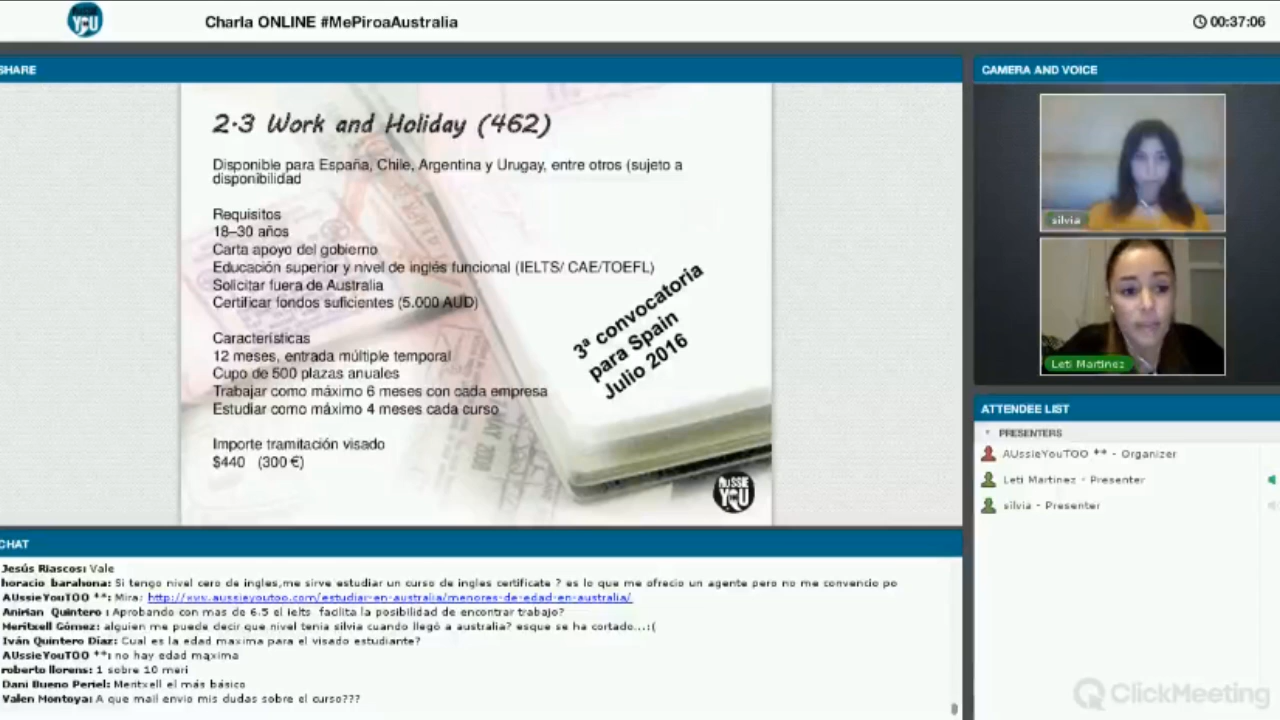 AUSSIE YOU
Charla ONLINE #MePiroaAustralia
00:37:06
SHARE
2.3 Work and Holiday (462)
Disponible para España, Chile, Argentina y Urugay, entre otros (sujeto a
disponibilidad
Requisitos
18–30 años
Carta apoyo del gobierno
Educación superior y nivel de inglés funcional (IELTS/ CAE/TOEFL)
Solicitar fuera de Australia
Certificar fondos suficientes (5.000 AUD)
Características
12 meses, entrada múltiple temporal
Cupo de 500 plazas anuales
Trabajar como máximo 6 meses con cada empresa
Estudiar como máximo 4 meses cada curso
Importe tramitación visado
$440 (300 €)
3ª convocatoria
para Spain
Julio 2016
AUSSIE
YOU
CAMERA AND VOICE
silvia
Leti Martinez
ATTENDEE LIST
PRESENTERS
AUssieYouTOO ** - Organizer
Leti Martinez - Presenter
silvia - Presenter
CHAT
Jesús Riascos: Vale
horacio barahona: Si tengo nivel cero de ingles,me sirve estudiar un curso de ingles certificate ? es lo que me ofrecio un agente pero no me convencio po
AUssieYouTOO **: Mira: http://www.aussieyoutoo.com/estudiar-en-australia/menores-de-edad-en-australia/
Anirian Quintero : Aprobando con mas de 6.5 el ielts facilita la posibilidad de encontrar trabajo?
Meritxell Gómez: alguien me puede decir que nivel tenia silvia cuando llegó a australia? esque se ha cortado...:(
Iván Quintero Díaz: Cual es la edad maxima para el visado estudiante?
AUssieYouTOO **: no hay edad maxima
roberto llorens: 1 sobre 10 meri
Dani Bueno Periel: Meritxell el más básico
Valen Montoya: A que mail envio mis dudas sobre el curso???
ClickMeeting